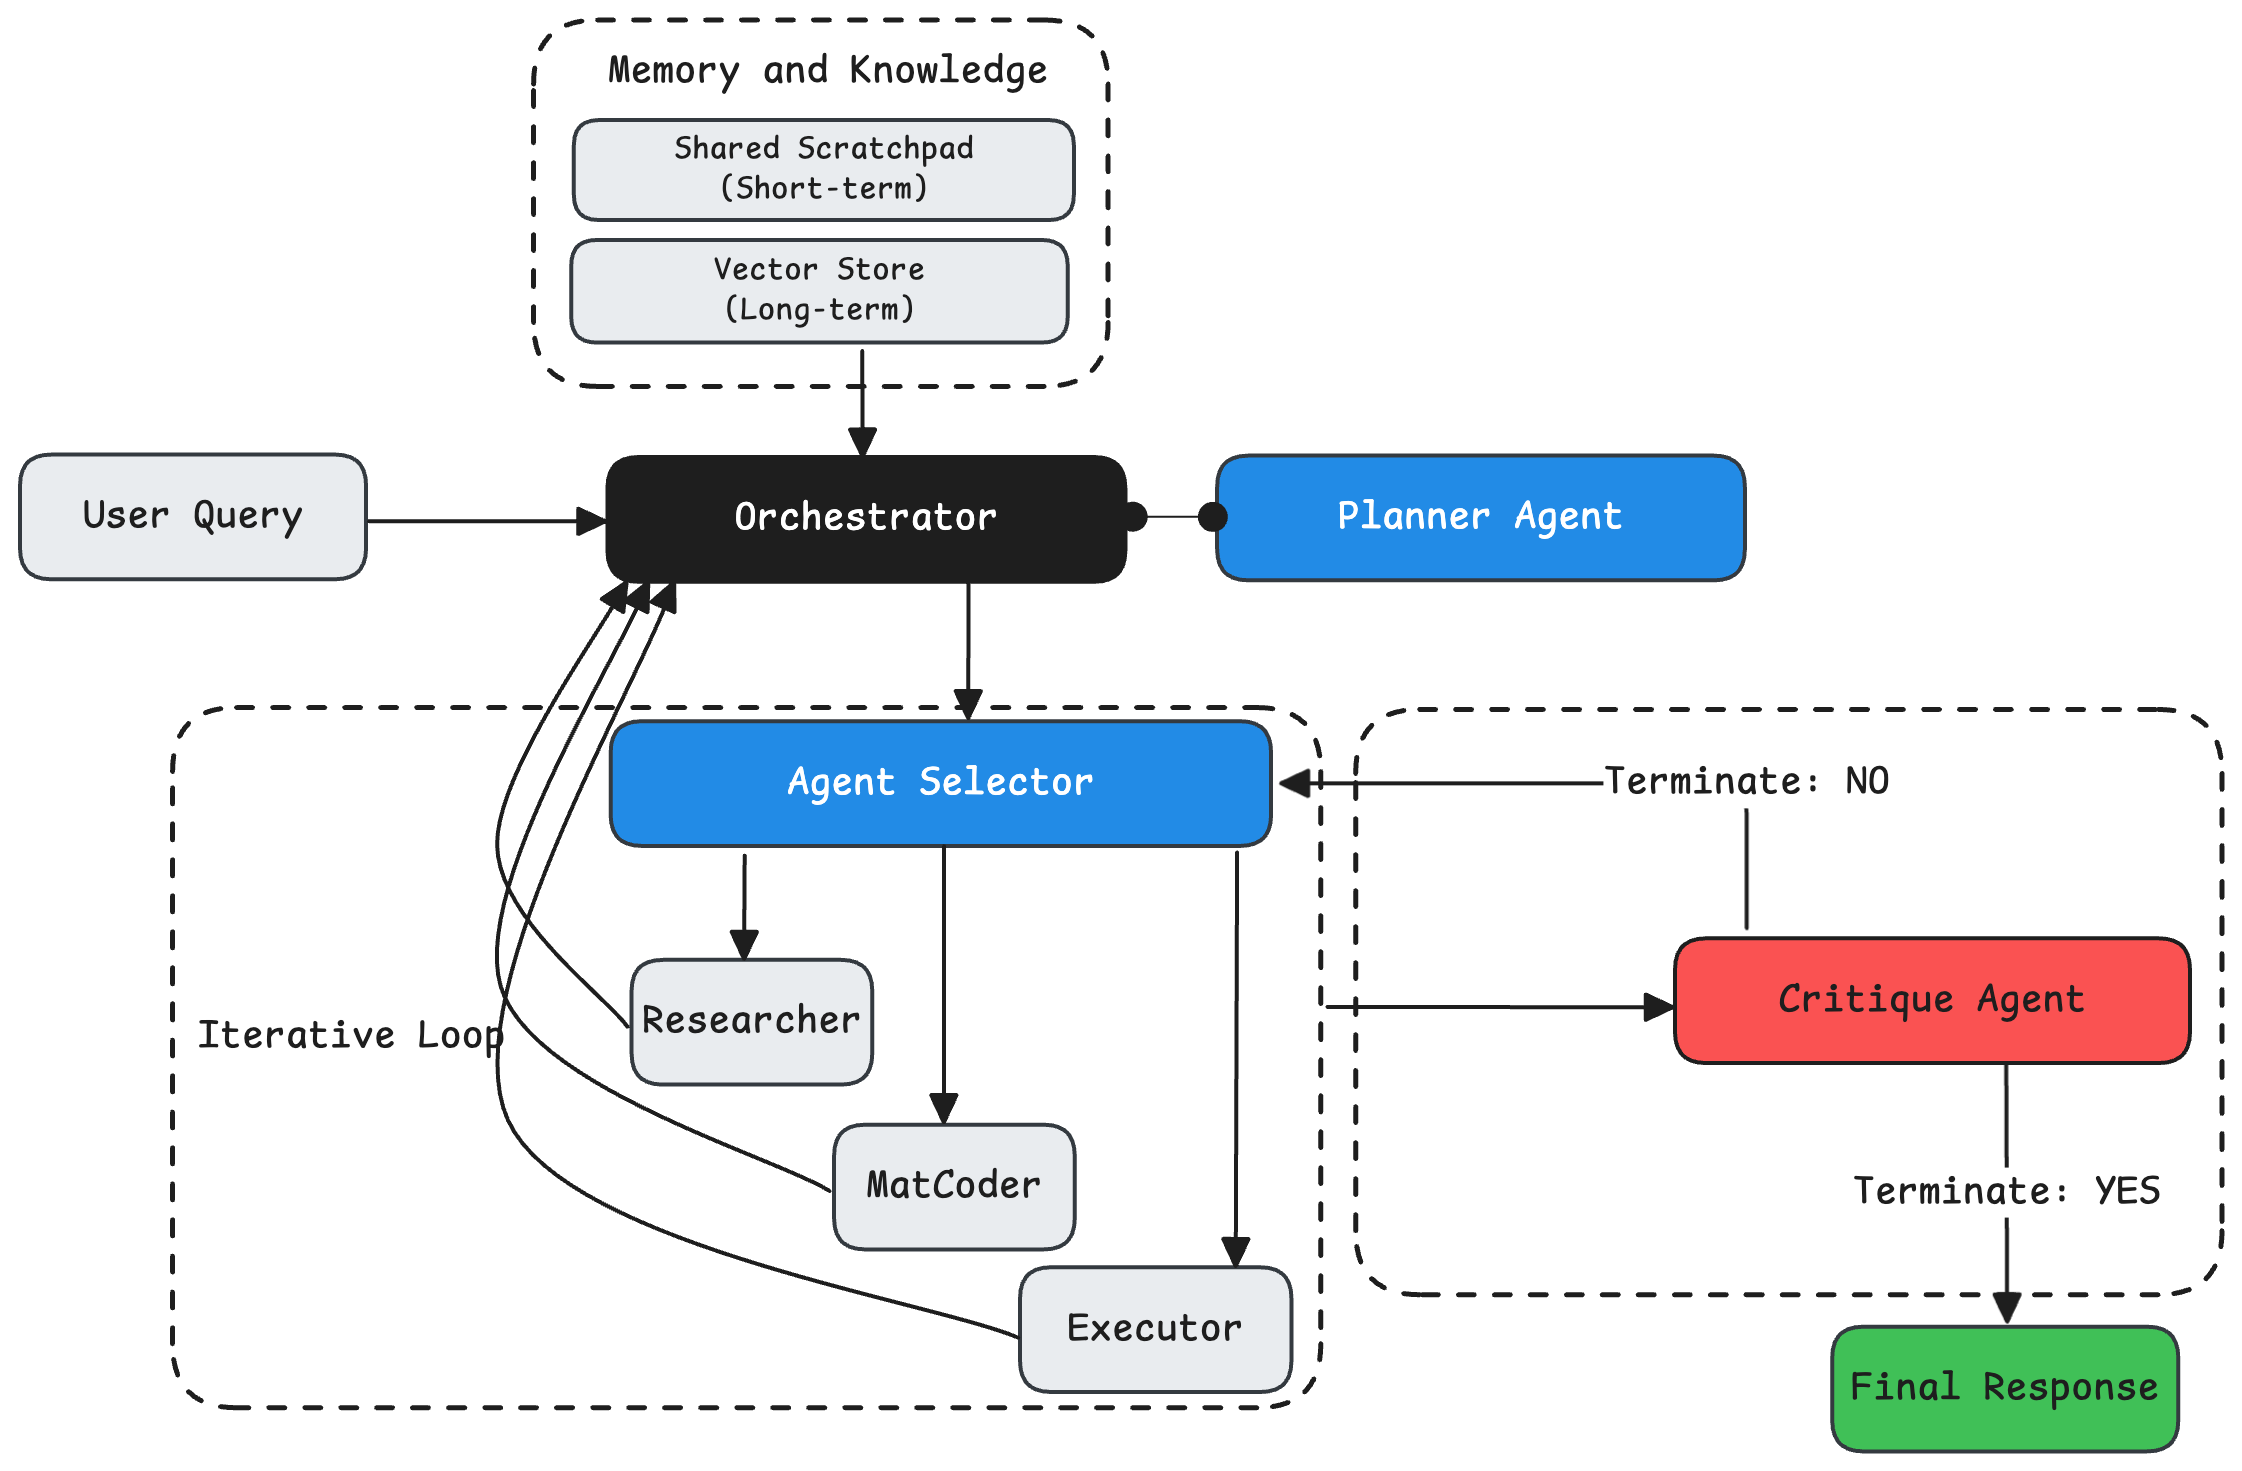 Memory and Knowledge
Shared Scratchpad
(Short-term)
Vector Store
(Long-term)
User Query
Orchestrator
Planner Agent
Agent Selector
Terminate: NO
Researcher
Critique Agent
Iterative Loop
MatCoder
Terminate: YES
Executor
Final Response